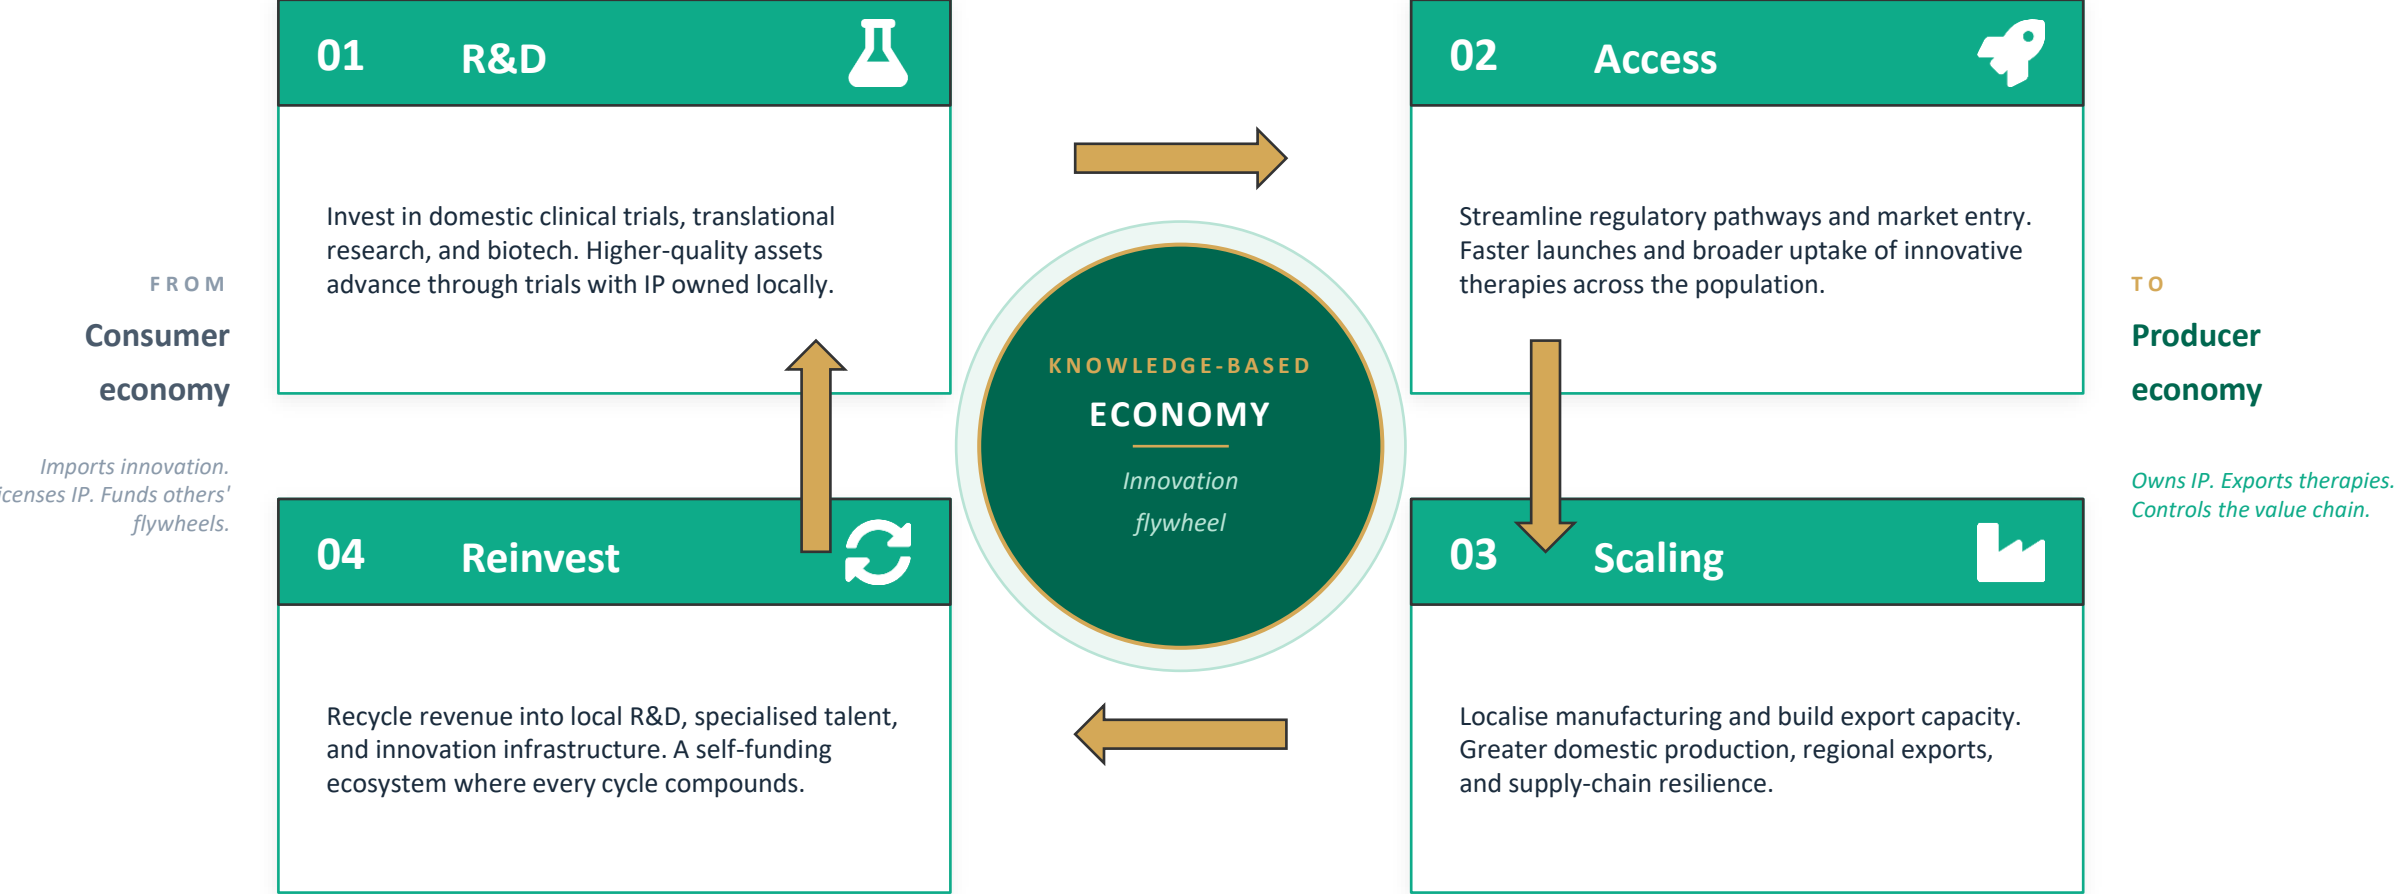 01 R&D
Invest in domestic clinical trials, translational
research, and biotech. Higher-quality assets
advance through trials with IP owned locally.
02 Access
Streamline regulatory pathways and market entry.
Faster launches and broader uptake of innovative
therapies across the population.
FROM
Consumer
economy
Imports innovation.
icenses IP. Funds others'
flywheels.
KNOWLEDGE-BASED
ECONOMY
Innovation
flywheel
TO
Producer
economy
Owns IP. Exports therapies.
Controls the value chain.
04 Reinvest
Recycle revenue into local R&D, specialised talent,
and innovation infrastructure. A self-funding
ecosystem where every cycle compounds.
03 Scaling
Localise manufacturing and build export capacity.
Greater domestic production, regional exports,
and supply-chain resilience.